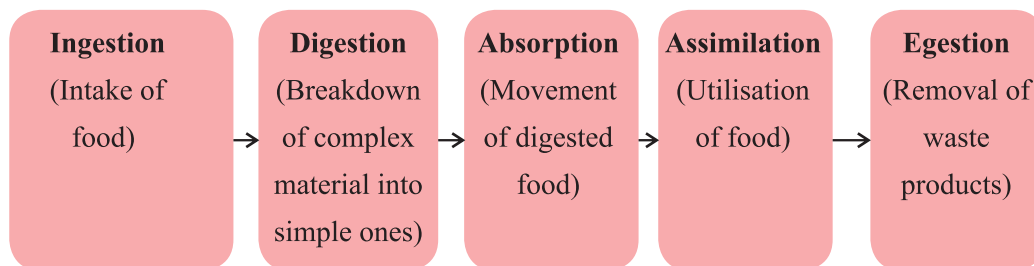 Ingestion
(Intake of
food)
Digestion
(Breakdown
of complex
material into
simple ones)
Absorption
(Movement
of digested
food)
Assimilation
(Utilisation
of food)
Egestion
(Removal of
waste
products)